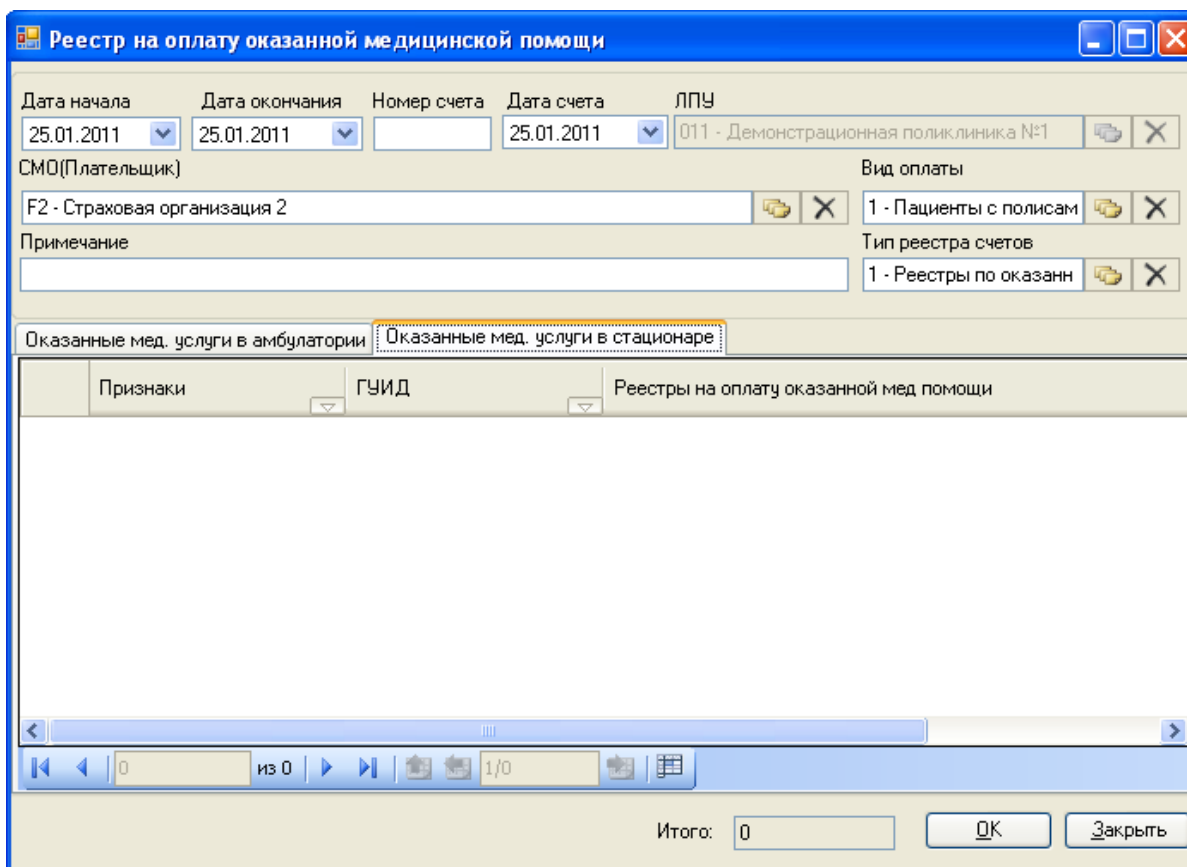 Реестр на оплату оказанной медицинской помощи
Дата начала Дата окончания Номер счета Дата счета ЛПУ
25.01.2011 25.01.2011 25.01.2011 011 - Демонстрационная поликлиника №1
СМО(Плательщик) Вид оплаты
F2 - Страховая организация 2 1 - Пациенты с полисам
Примечание Тип реестра счетов
1 - Реестры по оказанн
Оказанные мед. услуги в амбулатории Оказанные мед. услуги в стационаре
Признаки ГУИД Реестры на оплату оказанной мед помощи
0 из 0 1/0
Итого: 0 OK Закрыть